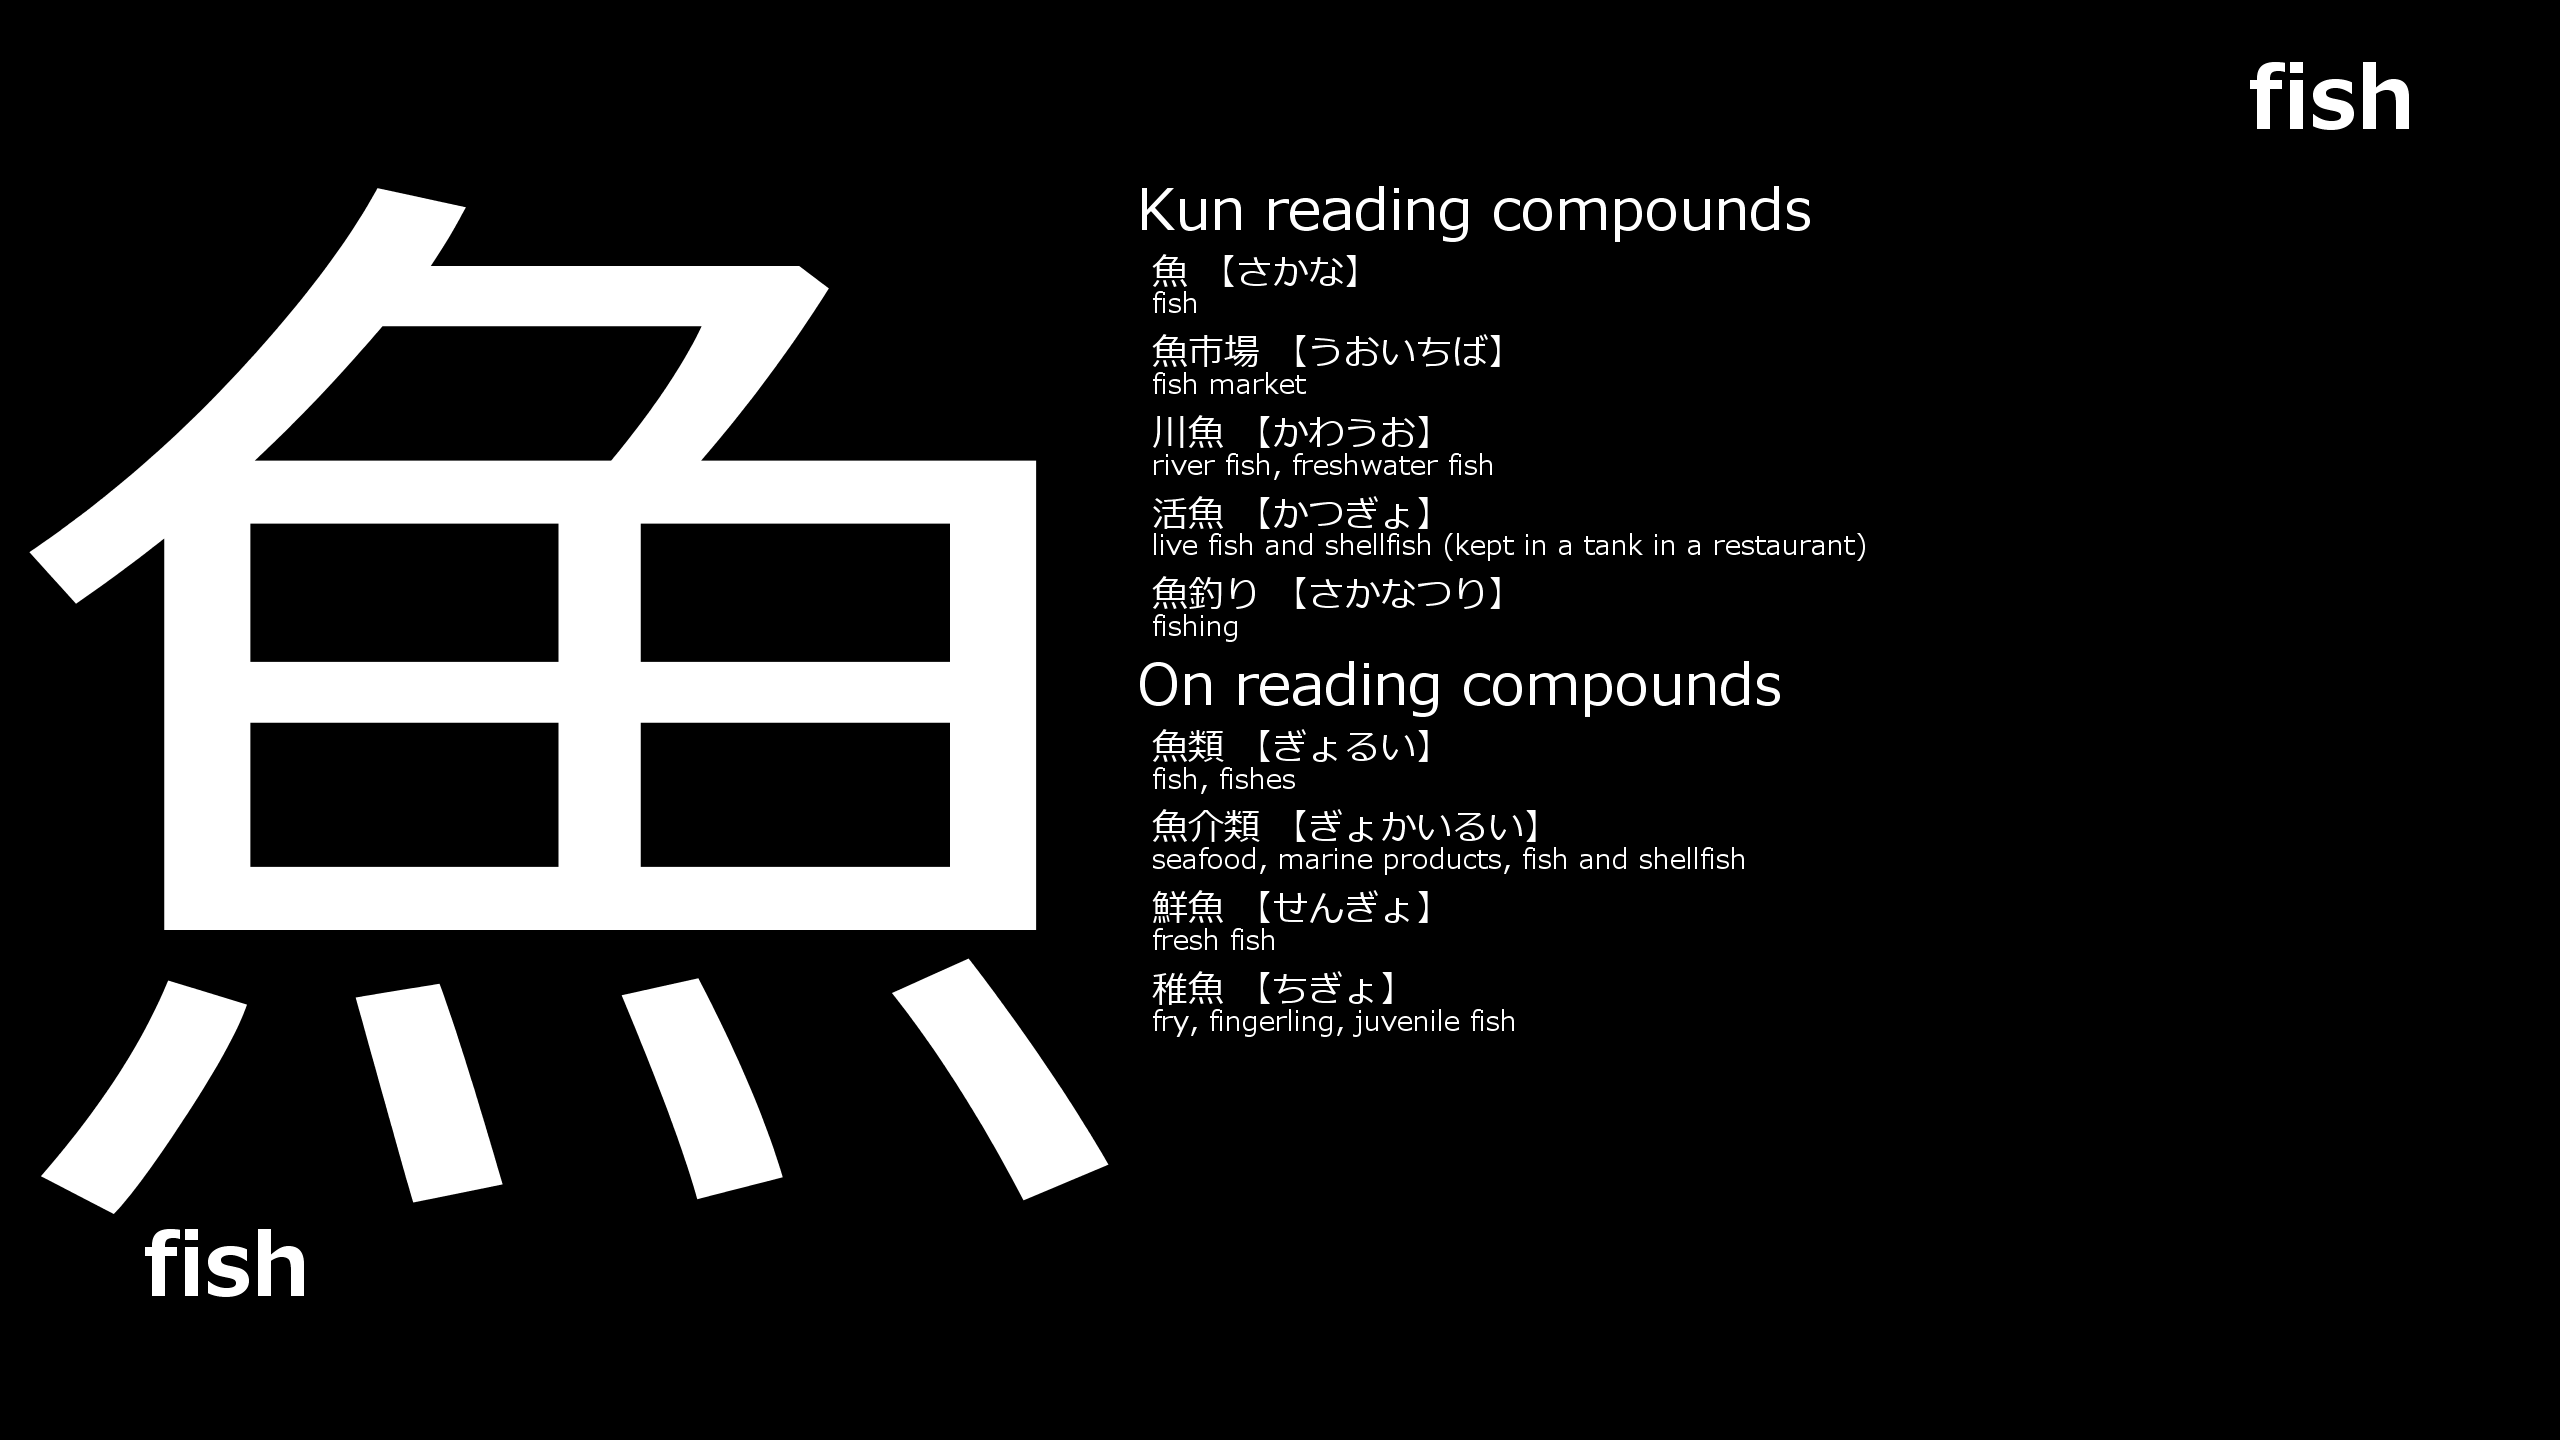 fish
魚
Kun reading compounds
魚 【さかな】
fish
魚市場 【うおいちば】
fish market
川魚 【かわうお】
river fish, freshwater fish
活魚 【かつぎょ】
live fish and shellfish (kept in a tank in a restaurant)
魚釣り 【さかなつり】
fishing
On reading compounds
魚類 【ぎょるい】
fish, fishes
魚介類 【ぎょかいるい】
seafood, marine products, fish and shellfish
鮮魚 【せんぎょ】
fresh fish
稚魚 【ちぎょ】
fry, fingerling, juvenile fish
fish